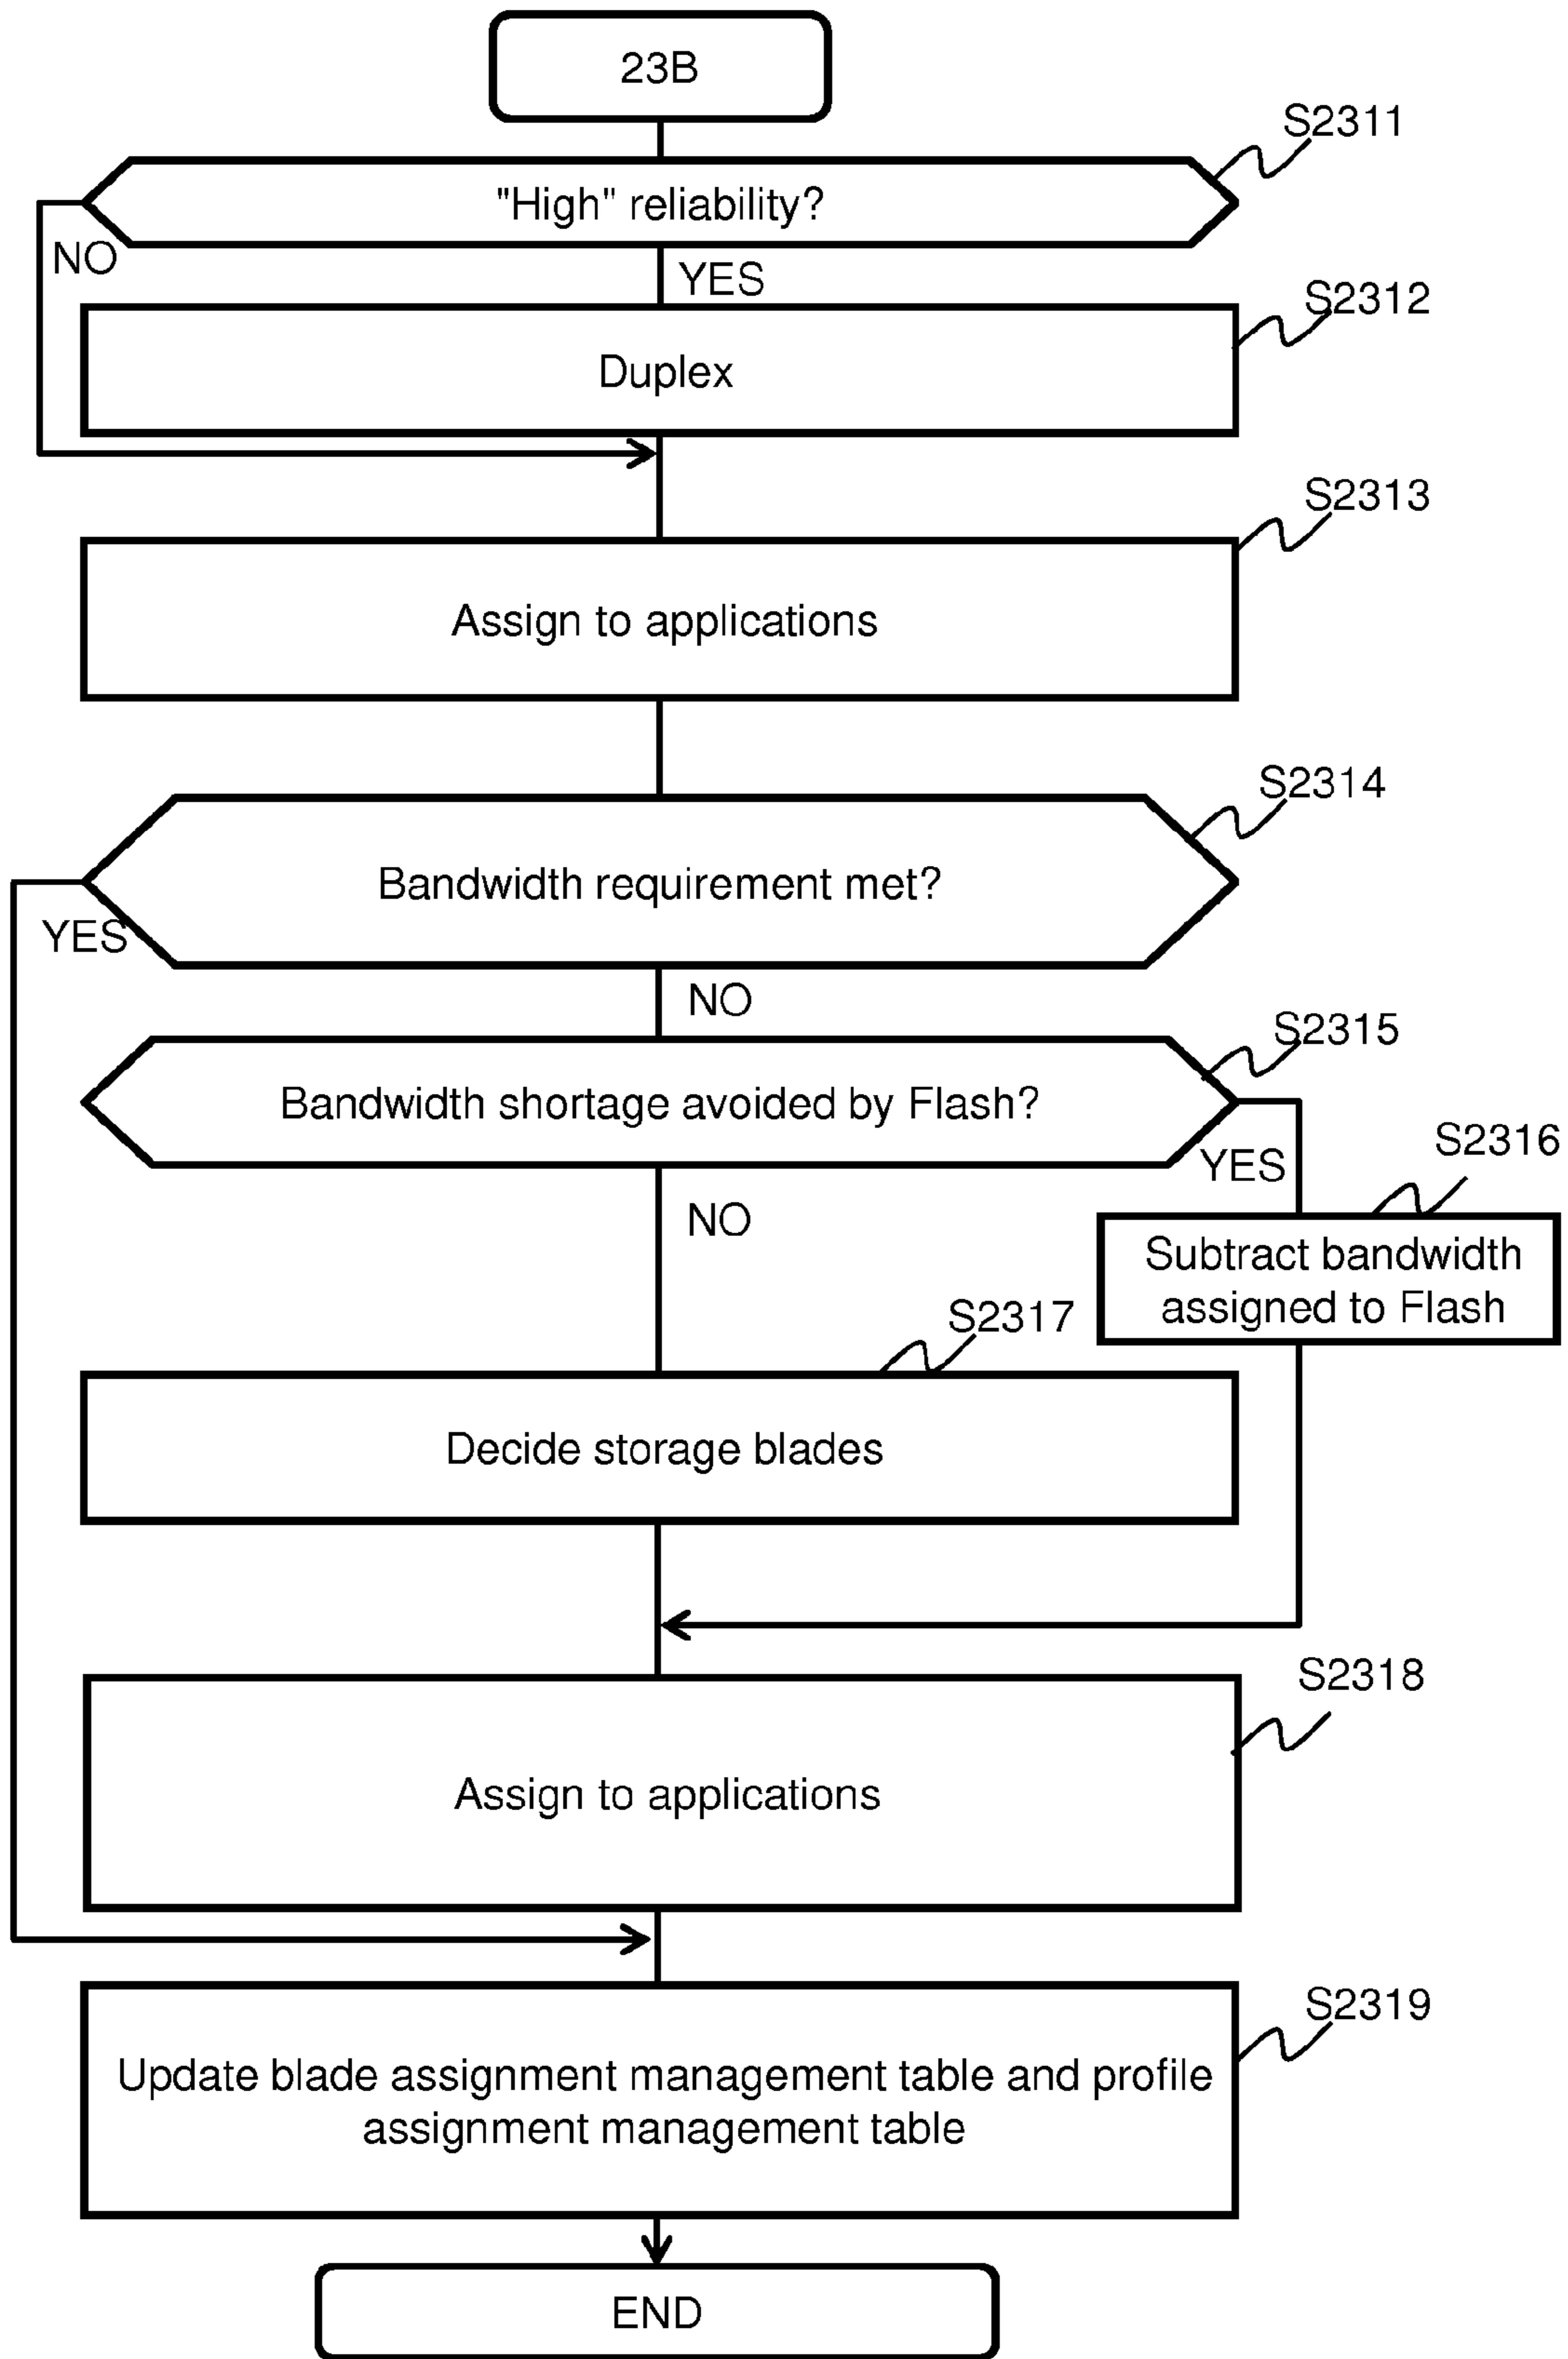 23B
S2311
"High" reliability?
NO
YES
S2312
Duplex
S2313
Assign to applications
S2314
Bandwidth requirement met?
YES
NO
S2315
Bandwidth shortage avoided by Flash?
YES
S2316
NO
Subtract bandwidth
assigned to Flash
S2317
Decide storage blades
S2318
Assign to applications
S2319
Update blade assignment management table and profile
assignment management table
END